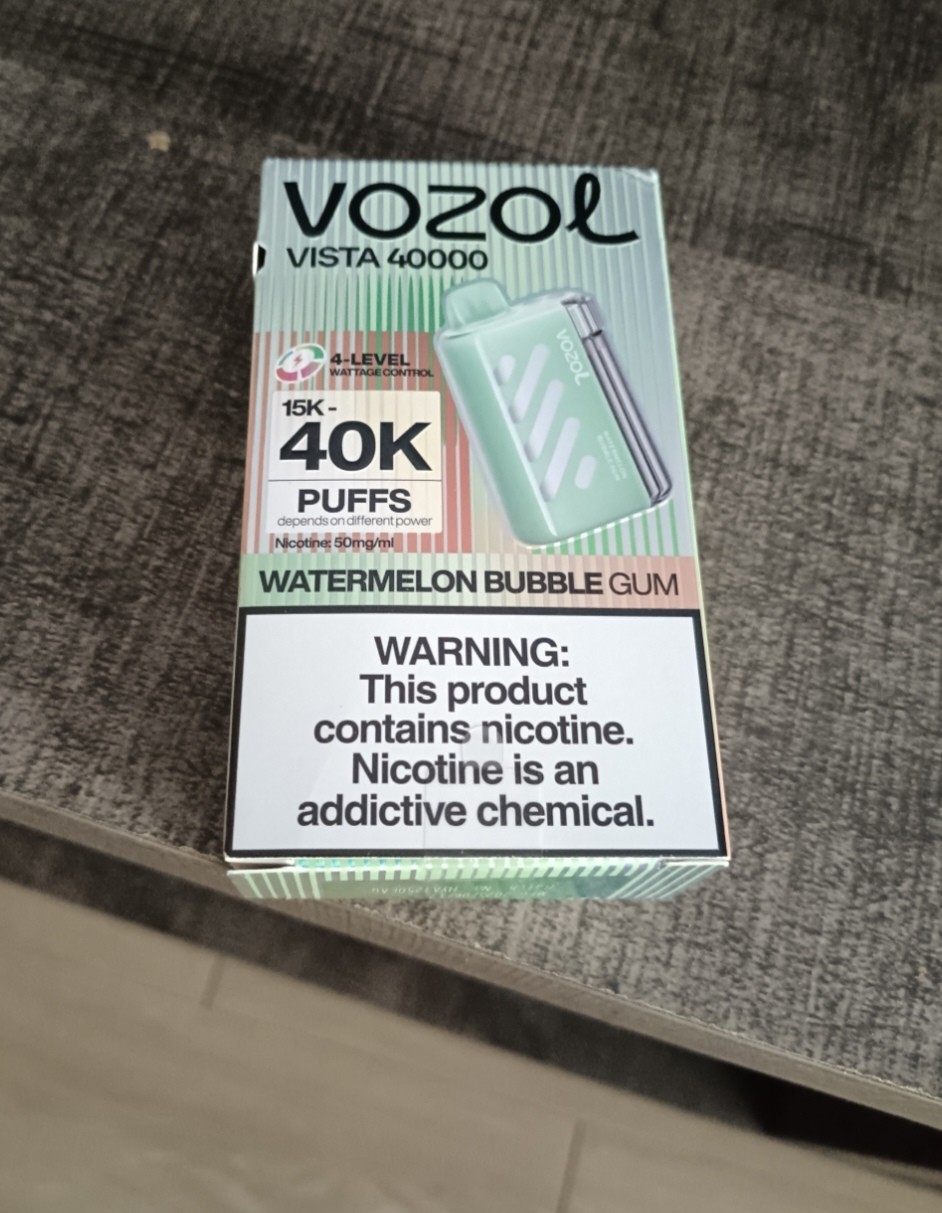 VOZOL
VISTA 40000
4-LEVEL
WATTAGE CONTROL
15K-
40K
PUFFS
depends on different power
Nicotine: 50mg/ml
VOZOL
WATERMELON BUBBLE GUM
WARNING:
This product
contains nicotine.
Nicotine is an
addictive chemical.